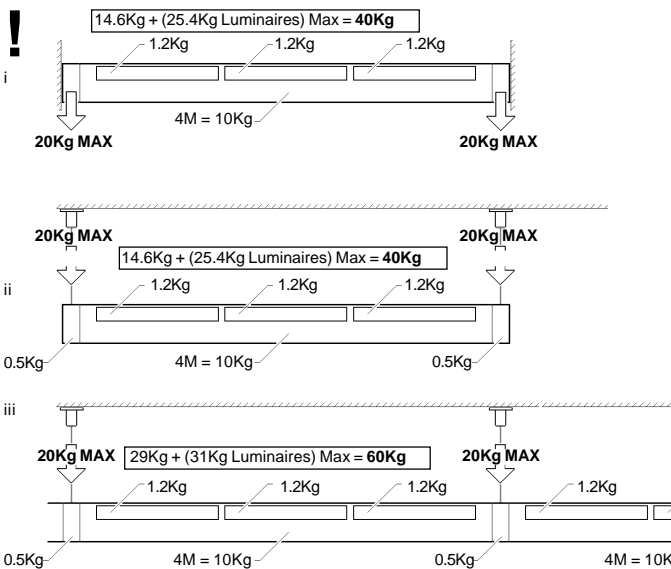 !
14.6Kg + (25.4Kg Luminaires) Max = 40Kg
1.2Kg 1.2Kg 1.2Kg
i
4M = 10Kg
20Kg MAX 20Kg MAX
20Kg MAX 20Kg MAX
14.6Kg + (25.4Kg Luminaires) Max = 40Kg
1.2Kg 1.2Kg 1.2Kg
ii
0.5Kg 4M = 10Kg 0.5Kg
iii
20Kg MAX 29Kg + (31Kg Luminaires) Max = 60Kg 20Kg MAX
1.2Kg 1.2Kg 1.2Kg 1.2Kg
0.5Kg 4M = 10Kg 0.5Kg 4M = 10K